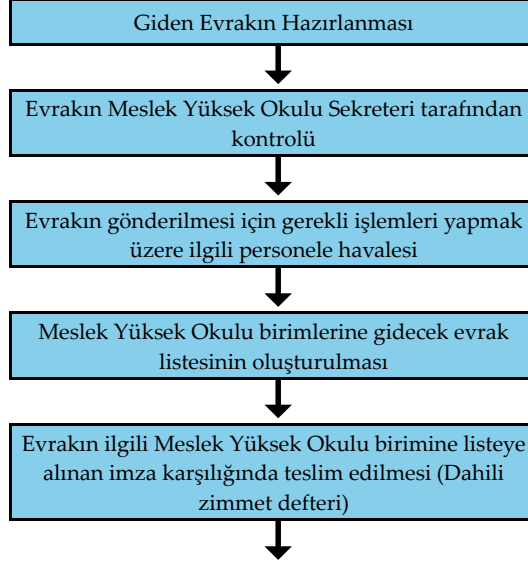 Giden Evrakın Hazırlanması
Evrakın Meslek Yüksek Okulu Sekreteri tarafından
kontrolü
Evrakın gönderilmesi için gerekli işlemleri yapmak
üzere ilgili personele havalesi
Meslek Yüksek Okulu birimlerine gidecek evrak
listesinin oluşturulması
Evrakın ilgili Meslek Yüksek Okulu birimine listeye
alınan imza karşılığında teslim edilmesi (Dahili
zimmet defteri)